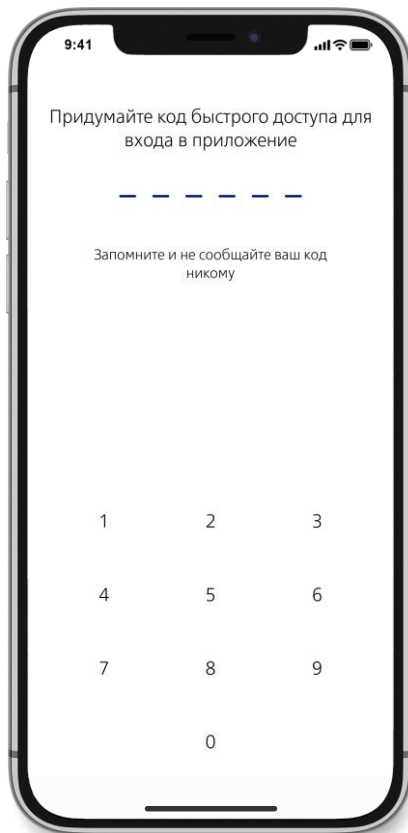 9:41
Придумайте код быстрого доступа для
входа в приложение
Запомните и не сообщайте ваш код
никому
1 2 3
4 5 6
7 8 9
0